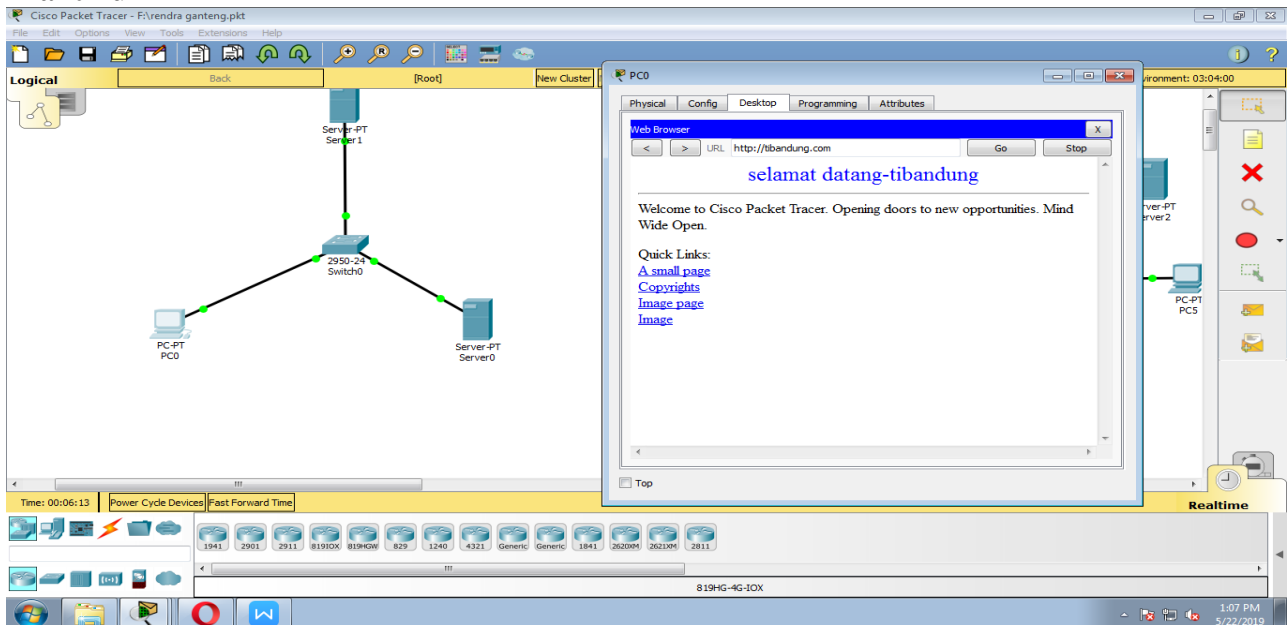 Cisco Packet Tracer - F:\rendra ganteng.pkt
File Edit Options View Tools Extensions Help
Logical
Back
[Root]
New Cluster
Environment: 03:04:00
Server-PT
Server1
2950-24
Switch0
PC-PT
PC0
Server-PT
Server0
PC0
Physical Config Desktop Programming Attributes
Web Browser
X
< > URL http://tibandung.com Go Stop
selamat datang-tibandung
Welcome to Cisco Packet Tracer. Opening doors to new opportunities. Mind
Wide Open.
Quick Links:
A small page
Copyrights
Image page
Image
Top
rver-PT
erver2
PC-PT
PC5
Time: 00:06:13 Power Cycle Devices Fast Forward Time
Realtime
1941 2901 2911 819IOX 819HGW 829 1240 4321 Generic Generic 1841 2620XM 2621XM 2811
819HG-4G-IOX
1:07 PM
5/22/2019